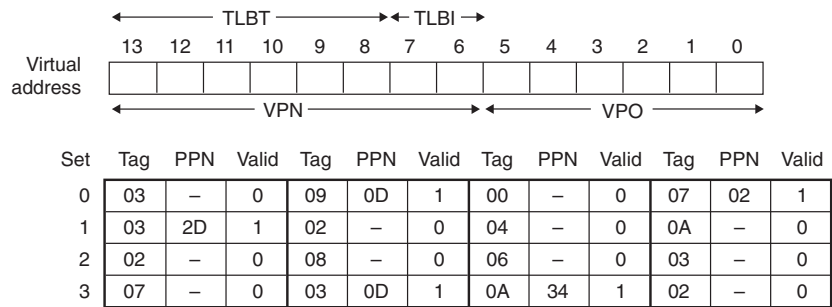 TLBT TLBI
13 12 11 10 9 8 7 6 5 4 3 2 1 0
Virtual
address
VPN VPO
Set Tag PPN Valid Tag PPN Valid Tag PPN Valid Tag PPN Valid
0 03 – 0 09 0D 1 00 – 0 07 02 1
1 03 2D 1 02 – 0 04 – 0 0A – 0
2 02 – 0 08 – 0 06 – 0 03 – 0
3 07 – 0 03 0D 1 0A 34 1 02 – 0